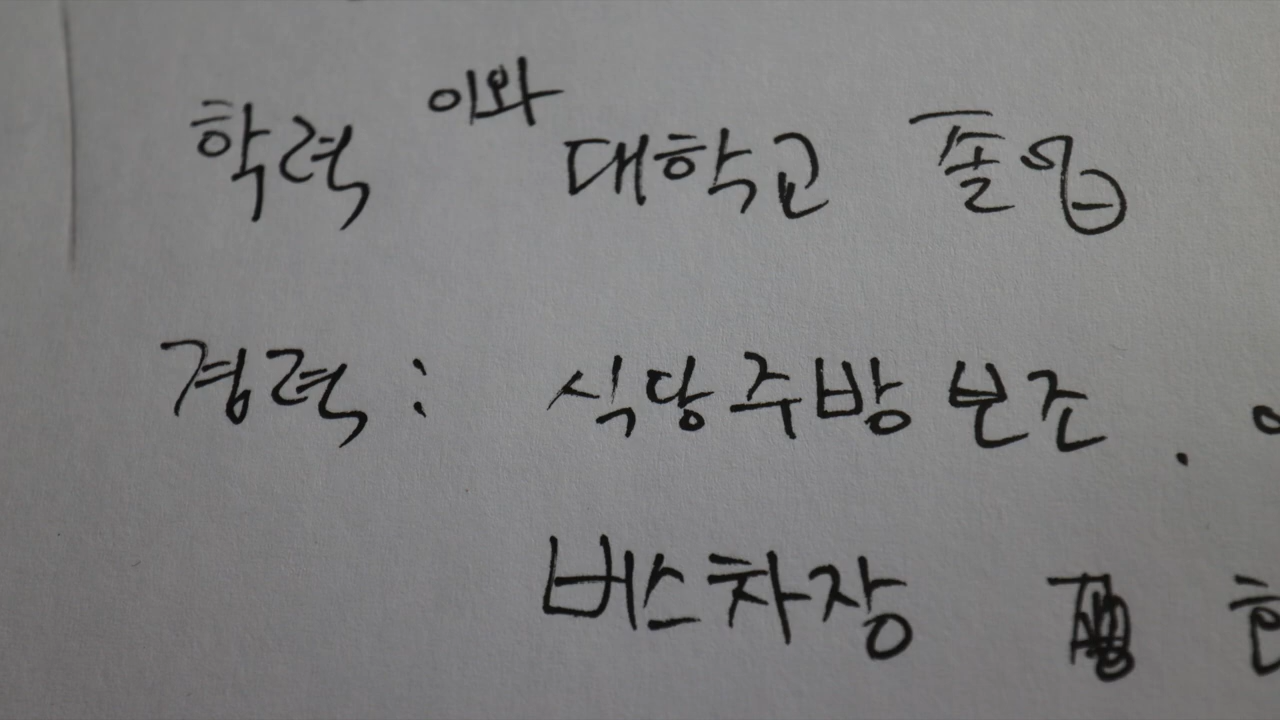 학력 이와 대학교 졸업
경력 : 식당주방 보조 .
버스차장